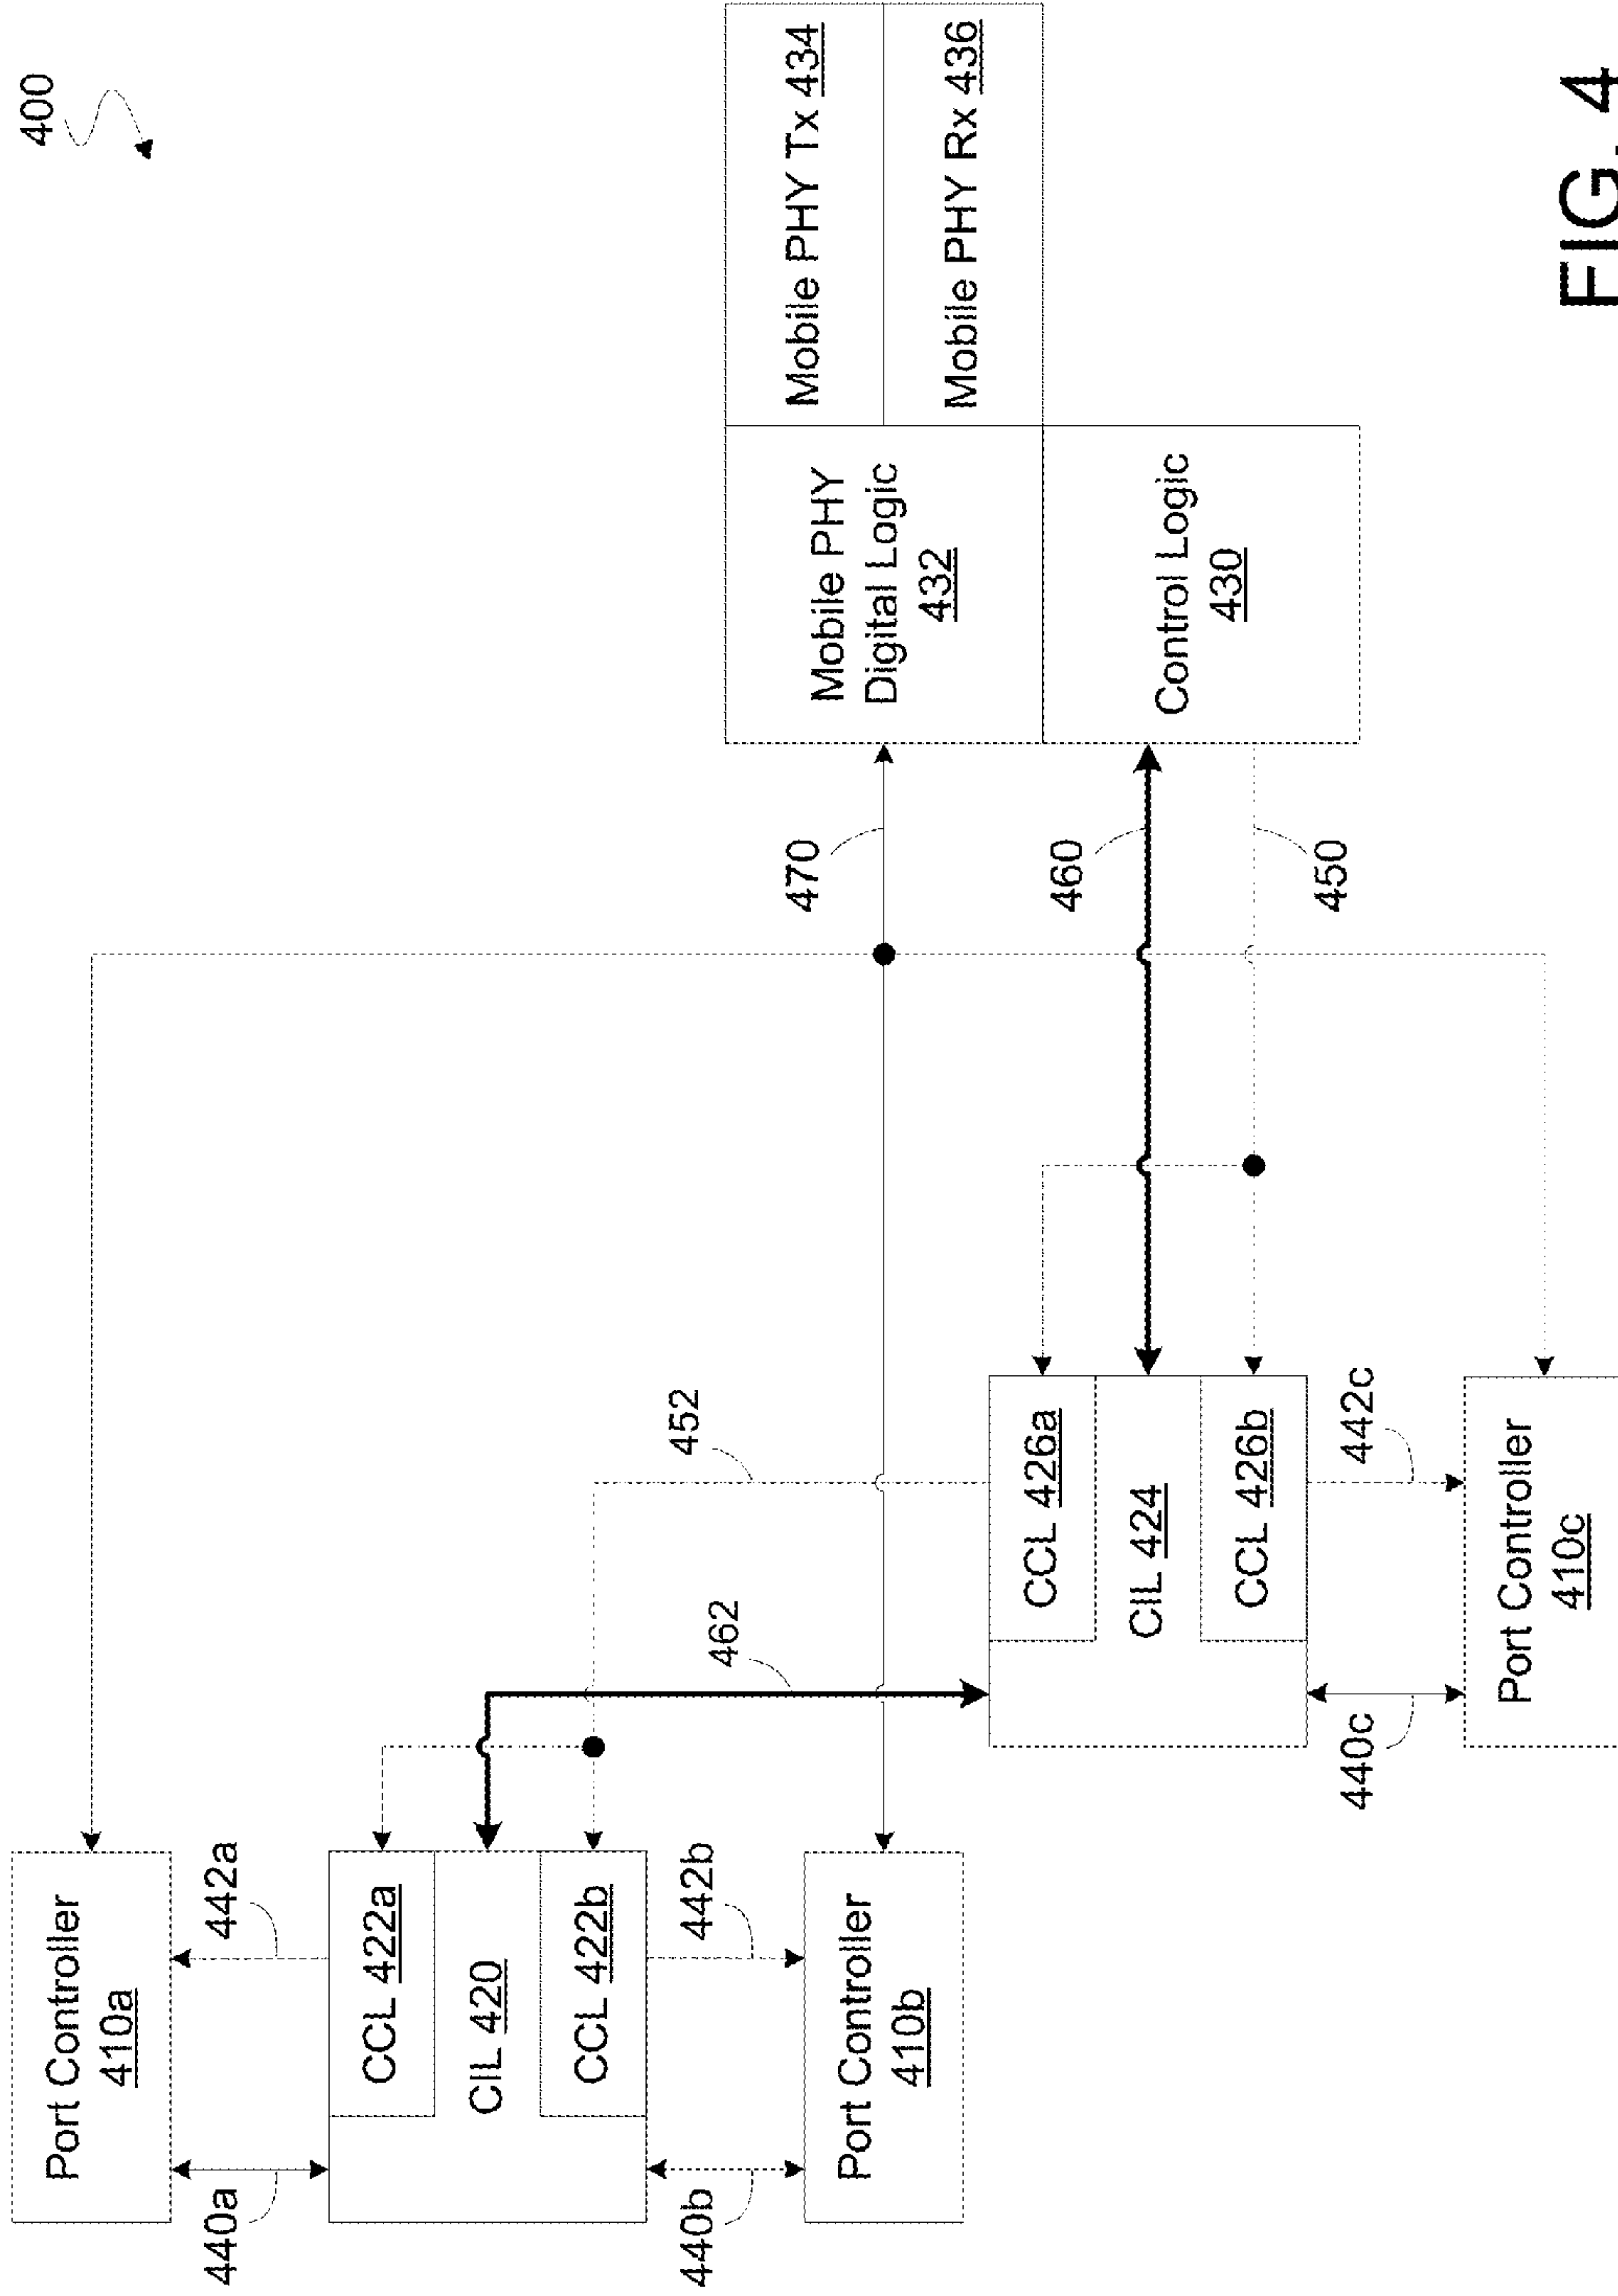 400
Port Controller
410a
440a
442a
CCL 422a
CIL 420
CCL 422b
440b
442b
Port Controller
410b
452
462
470
Mobile PHY
Digital Logic
432
Mobile PHY Tx 434
Mobile PHY Rx 436
CCL 426a
CIL 424
CCL 426b
460
450
Control Logic
430
440c
442c
Port Controller
410c
FIG. 4